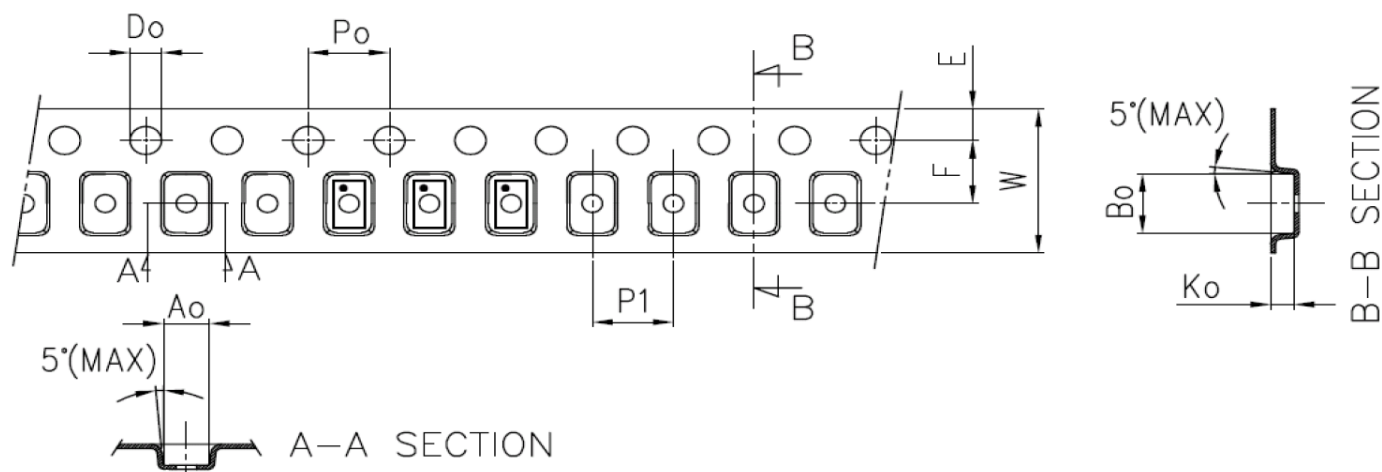 Do
Po
B
E
5°(MAX)
F
W
Bo
B-B SECTION
A
A
P1
B
Ko
Ao
5°(MAX)
A-A SECTION